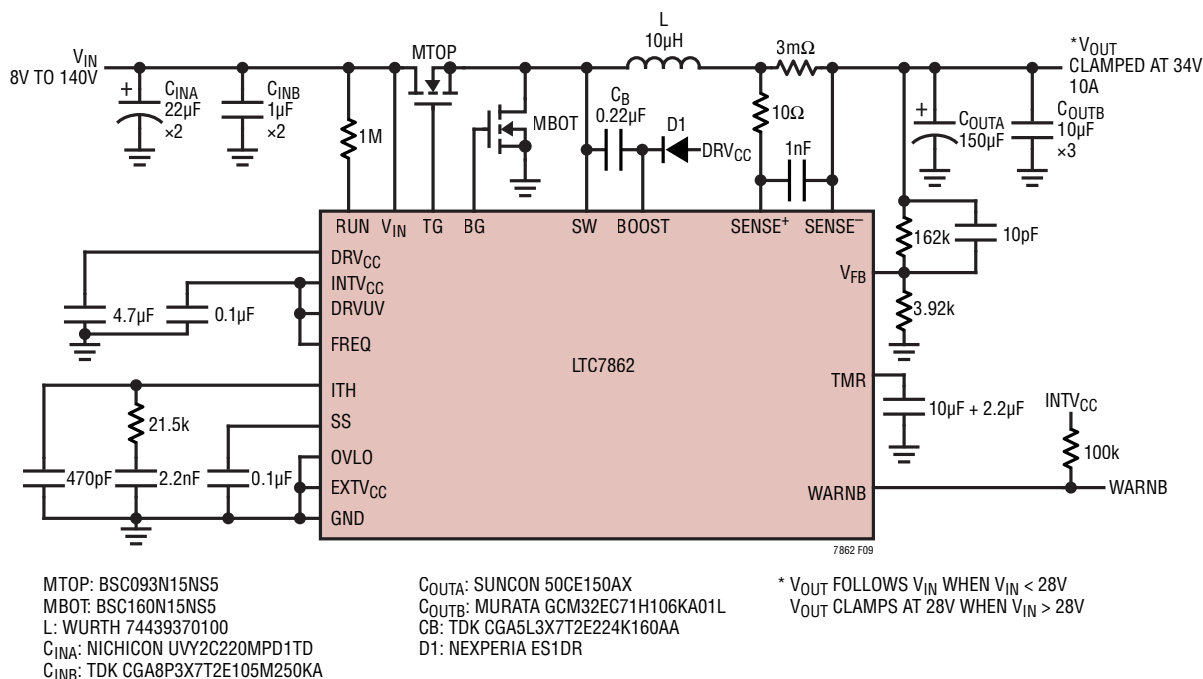 L
10µH
3mΩ
MTOP
VIN
8V TO 140V
*VOUT
CLAMPED AT 34V
10A
+
CINA
22µF
×2
CINB
1µF
×2
1M
MBOT
CB
0.22µF
D1
DRVCC
10Ω
1nF
+
COUTA
150µF
COUTB
10µF
×3
RUN
VIN
TG
BG
SW
BOOST
SENSE+
SENSE–
162k
10pF
DRVCC
INTVCC
VFB
4.7µF
0.1µF
DRVUV
3.92k
FREQ
LTC7862
ITH
TMR
10µF + 2.2µF
INTVCC
21.5k
SS
100k
OVLO
470pF
2.2nF
0.1µF
EXTVCC
WARNB
WARNB
GND
7862 F09
MTOP: BSC093N15NS5
MBOT: BSC160N15NS5
L: WURTH 74439370100
CINA: NICHICON UVY2C220MPD1TD
CINB: TDK CGA8P3X7T2E105M250KA
COUTA: SUNCON 50CE150AX
COUTB: MURATA GCM32EC71H106KA01L
CB: TDK CGA5L3X7T2E224K160AA
D1: NEXPERIA ES1DR
* VOUT FOLLOWS VIN WHEN VIN < 28V
VOUT CLAMPS AT 28V WHEN VIN > 28V